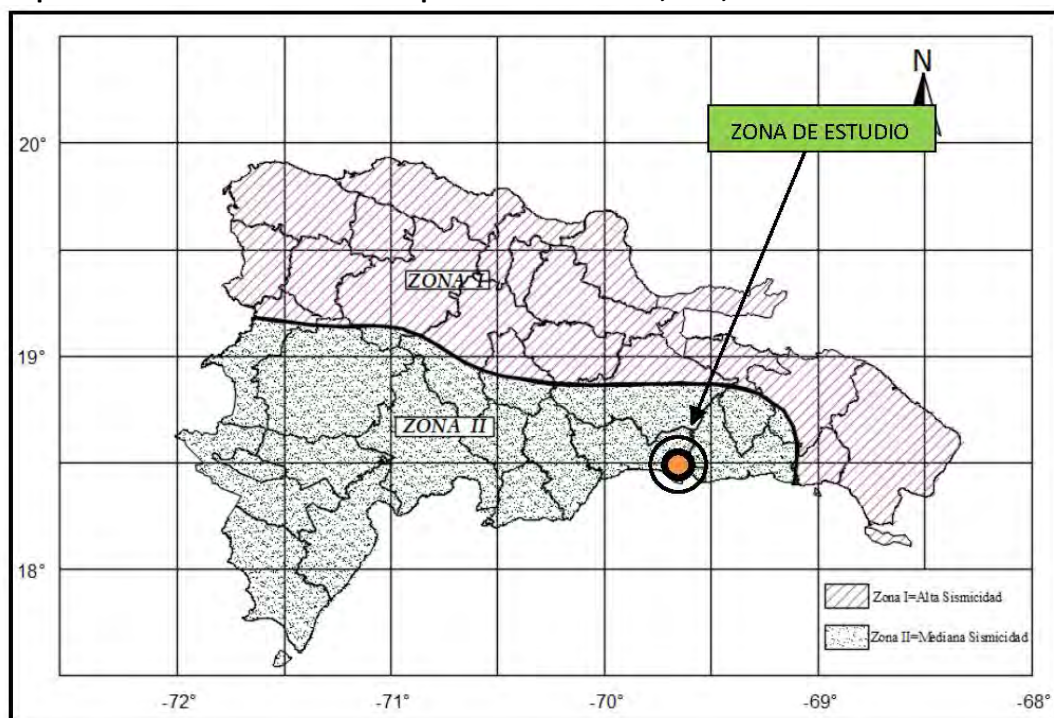 N
ZONA DE ESTUDIO
20°
ZONA I
19°
ZONA II
18°
Zona I=Alta Sismicidad
Zona II=Mediana Sismicidad
-72°
-71°
-70°
-69°
-68°